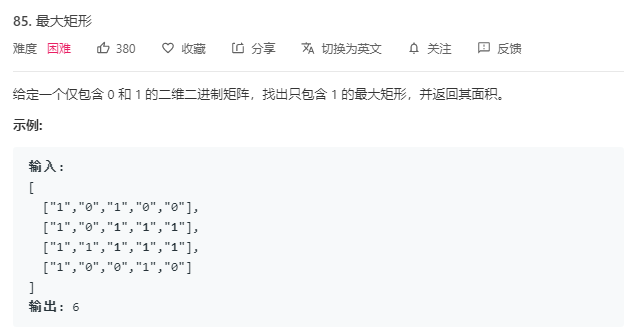 85. 最大矩形
难度 困难 380 收藏 分享 切换为英文 关注 反馈
给定一个仅包含 0 和 1 的二维二进制矩阵，找出只包含 1 的最大矩形，并返回其面积。
示例:
输入:
[
["1","0","1","0","0"],
["1","0","1","1","1"],
["1","1","1","1","1"],
["1","0","0","1","0"]
]
输出: 6